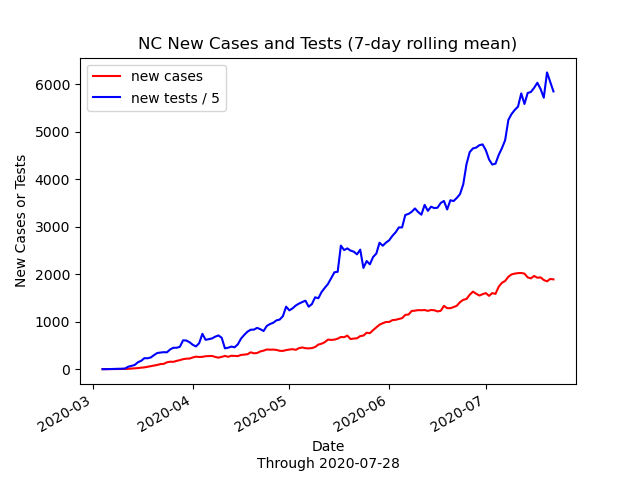 NC New Cases and Tests (7-day rolling mean)
new cases
new tests / 5
6000
5000
4000
3000
2000
1000
0
New Cases or Tests
2020-03
2020-04
2020-05
2020-06
2020-07
Date
Through 2020-07-28